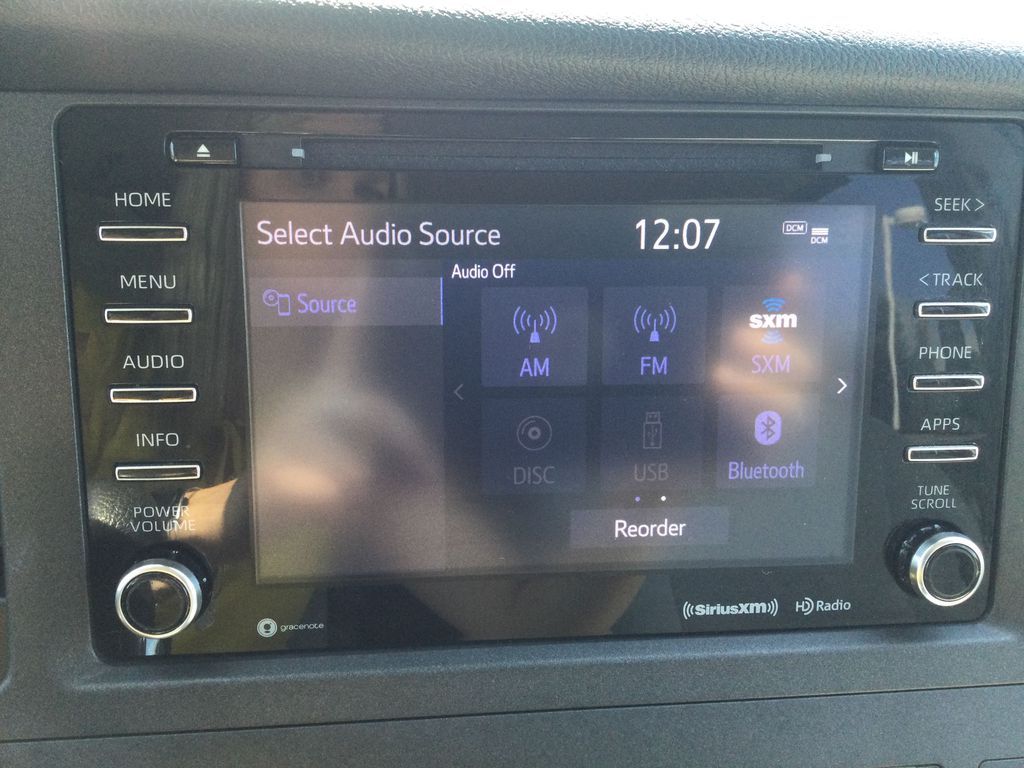 HOME
MENU
AUDIO
INFO
POWER
VOLUME
Select Audio Source
12:07
DCM
DCM
Source
Audio Off
AM
FM
sxm
SXM
DISC
USB
Bluetooth
Reorder
SEEK >
< TRACK
PHONE
APPS
TUNE
SCROLL
gracenote
((SiriusXM))
HD Radio